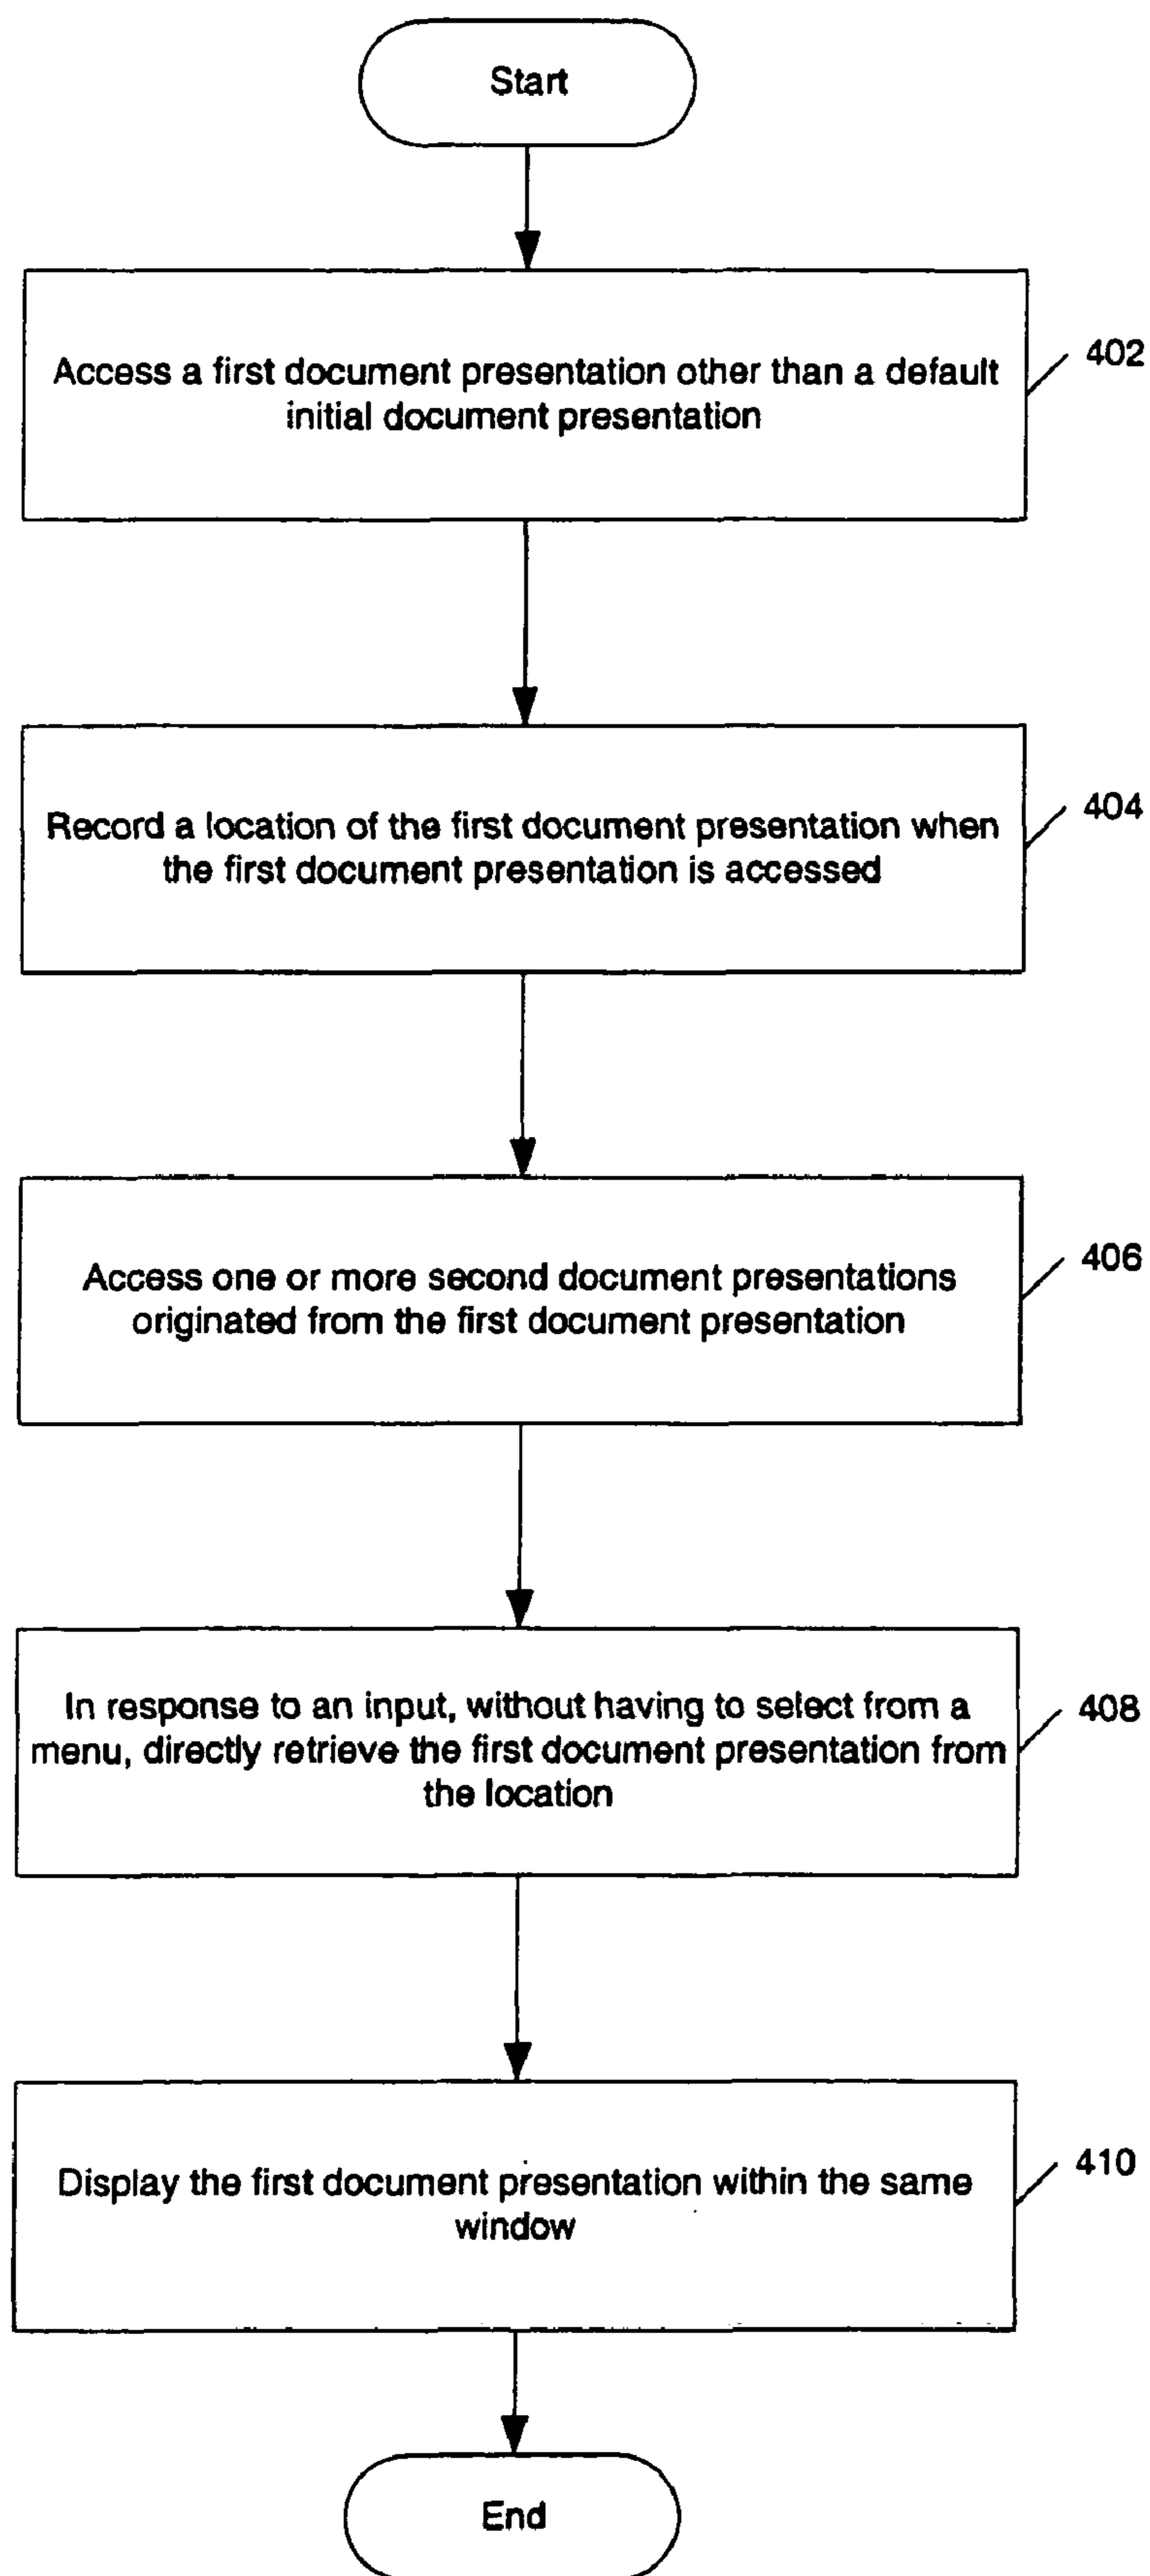 Start
Access a first document presentation other than a default
initial document presentation
402
Record a location of the first document presentation when
the first document presentation is accessed
404
Access one or more second document presentations
originated from the first document presentation
406
In response to an input, without having to select from a
menu, directly retrieve the first document presentation from
the location
408
Display the first document presentation within the same
window
410
End